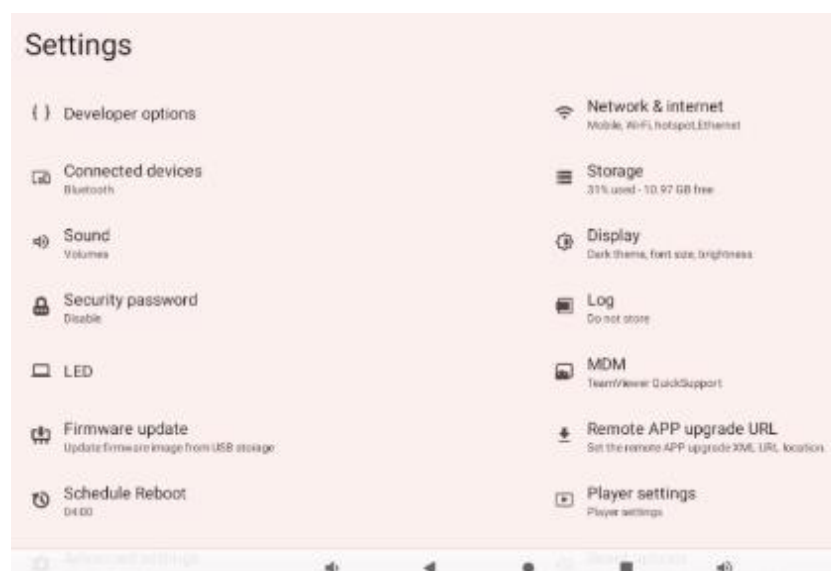 Settings
{ } Developer options
Network & internet
Mobile, Wi-Fi, hotspot, Ethernet
Connected devices
Bluetooth
Storage
31% used - 10.97 GB free
Sound
Volumes
Display
Dark theme, font size, brightness
Security password
Disable
Log
Do not store
LED
MDM
TeamViewer QuickSupport
Firmware update
Update firmware image from USB storage
Remote APP upgrade URL
Set the remote APP upgrade XML URL location.
Schedule Reboot
04:00
Player settings
Player settings
Advanced settings